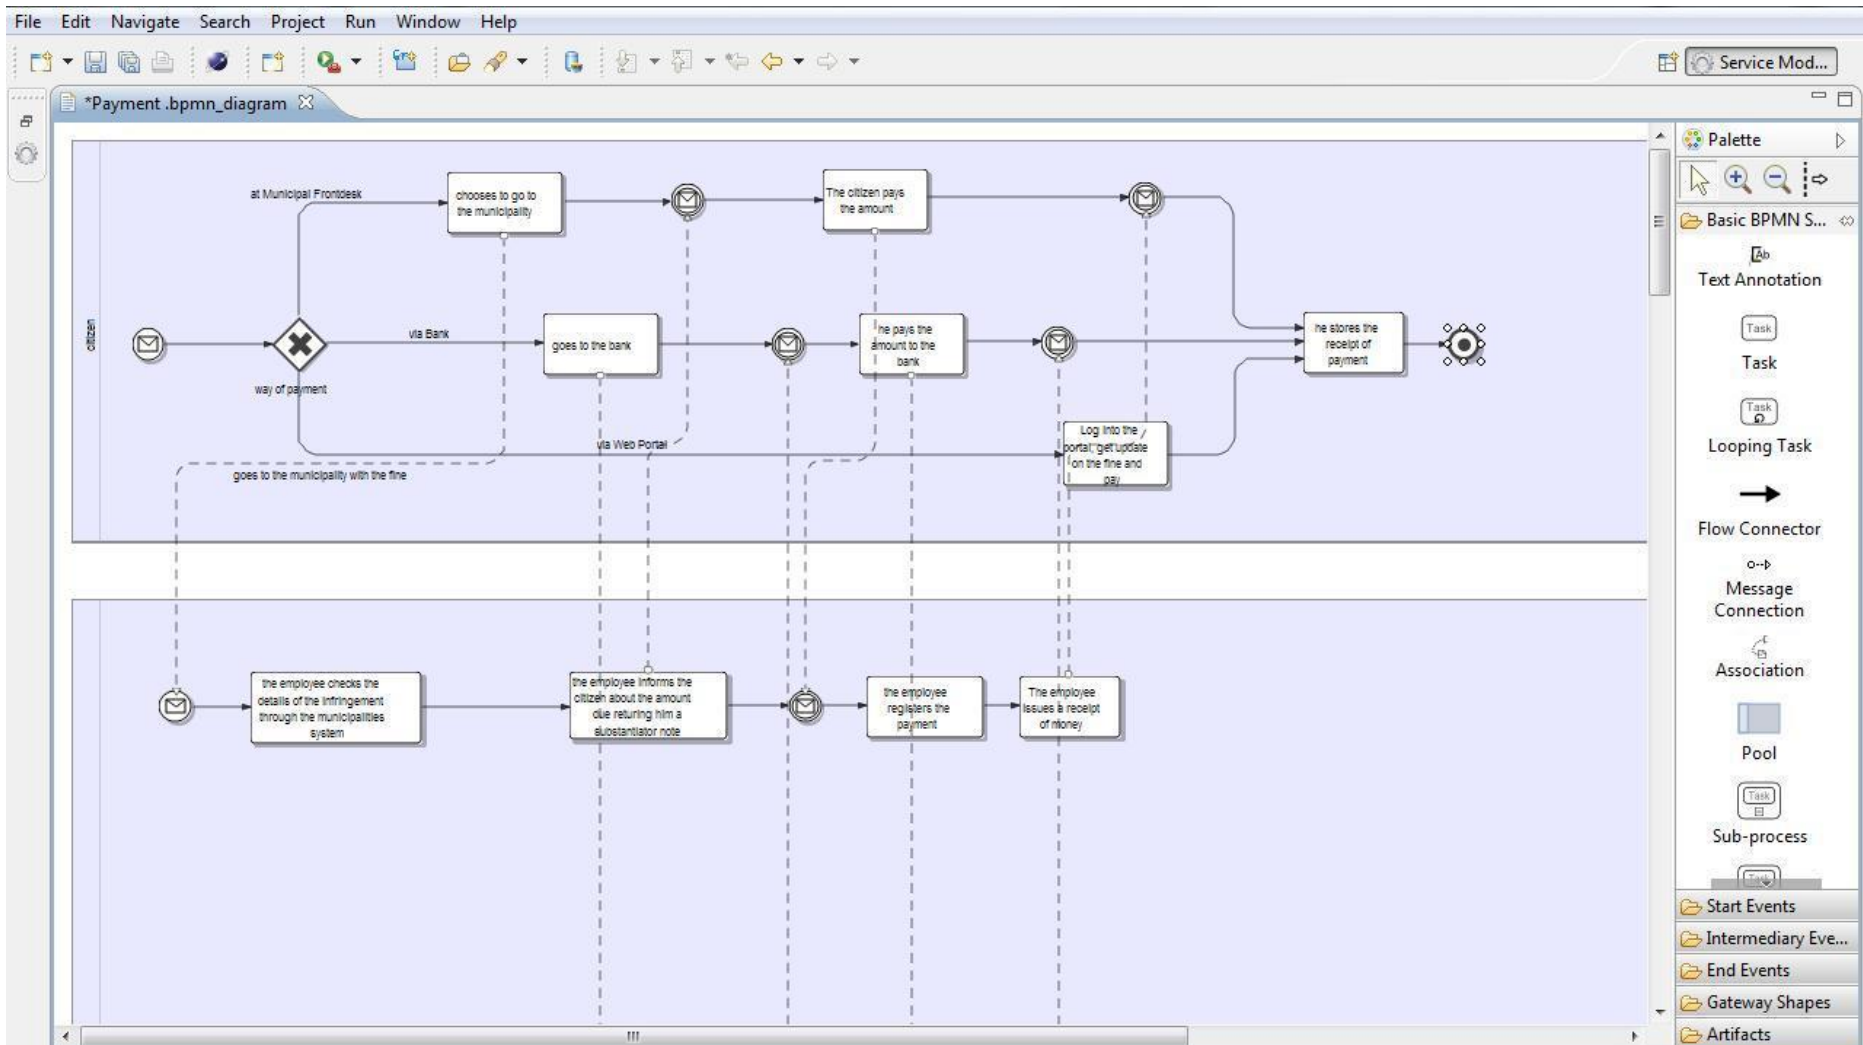 File Edit Navigate Search Project Run Window Help
Service Mod...
*Payment .bpmn_diagram
Palette
Basic BPMN S...
Text Annotation
Task
Task
Task
Looping Task
Flow Connector
Message
Connection
Association
Pool
Task
Sub-process
Task
Start Events
Intermediary Eve...
End Events
Gateway Shapes
Artifacts
citizen
at Municipal Frontdesk
chooses to go to
the municipality
The citizen pays
the amount
via Bank
goes to the bank
he pays the
amount to the
bank
he stores the
receipt of
payment
way of payment
via Web Portal
Log into the
portal, get update
on the fine and
pay
goes to the municipality with the fine
the employee checks the
details of the infringement
through the municipalities
system
the employee informs the
citizen about the amount
due returing him a
substantiator note
the employee
registers the
payment
The employee
issues a receipt
of money